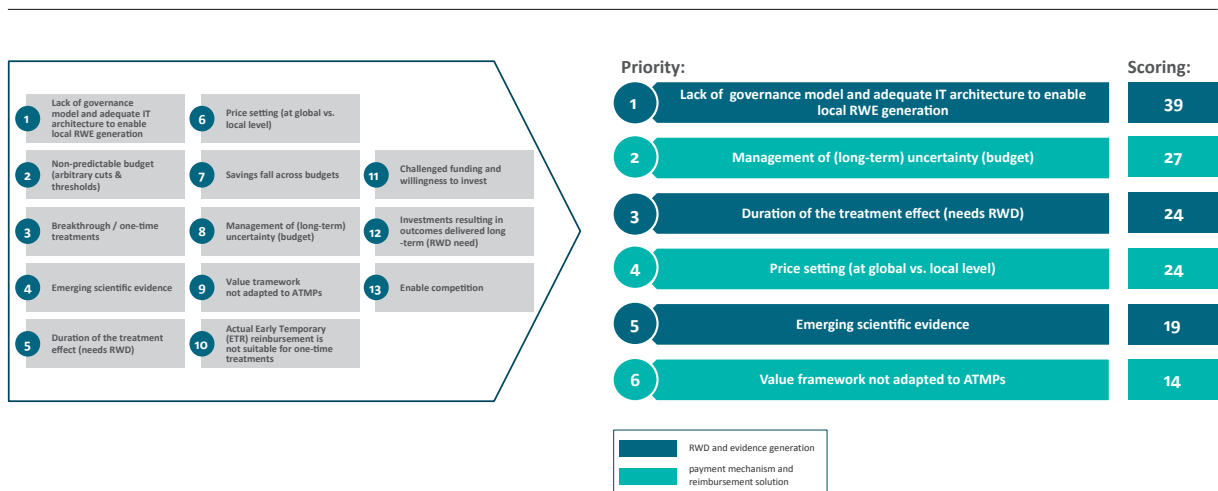 1
Lack of governance
model and adequate IT
architecture to enable
local RWE generation
2
Non-predictable budget
(arbitrary cuts &
thresholds)
3
Breakthrough / one-time
treatments
4
Emerging scientific evidence
5
Duration of the treatment
effect (needs RWD)
6
Price setting (at global vs.
local level)
7
Savings fall across budgets
8
Management of (long-term)
uncertainty (budget)
9
Value tramework
not adapted to ATMPs
10
Actual Early Temporary
(ETR) reimbursement is
not suitable for one-time
treatments
11
Challenged funding and
willingness to invest
12
Investments resulting in
outcomes delivered long
-term (RWD need)
13
Enable competition
Priority:
Scoring:
1
Lack of  governance model and adequate IT architecture to enable
local RWE generation
39
2
Management of (long-term) uncertainty (budget)
27
3
Duration of the treatment effect (needs RWD)
24
4
Price setting (at global vs. local level)
24
5
Emerging scientific evidence
19
6
Value framework not adapted to ATMPs
14
RWD and evidence generation
payment mechanism and
reimbursement solution